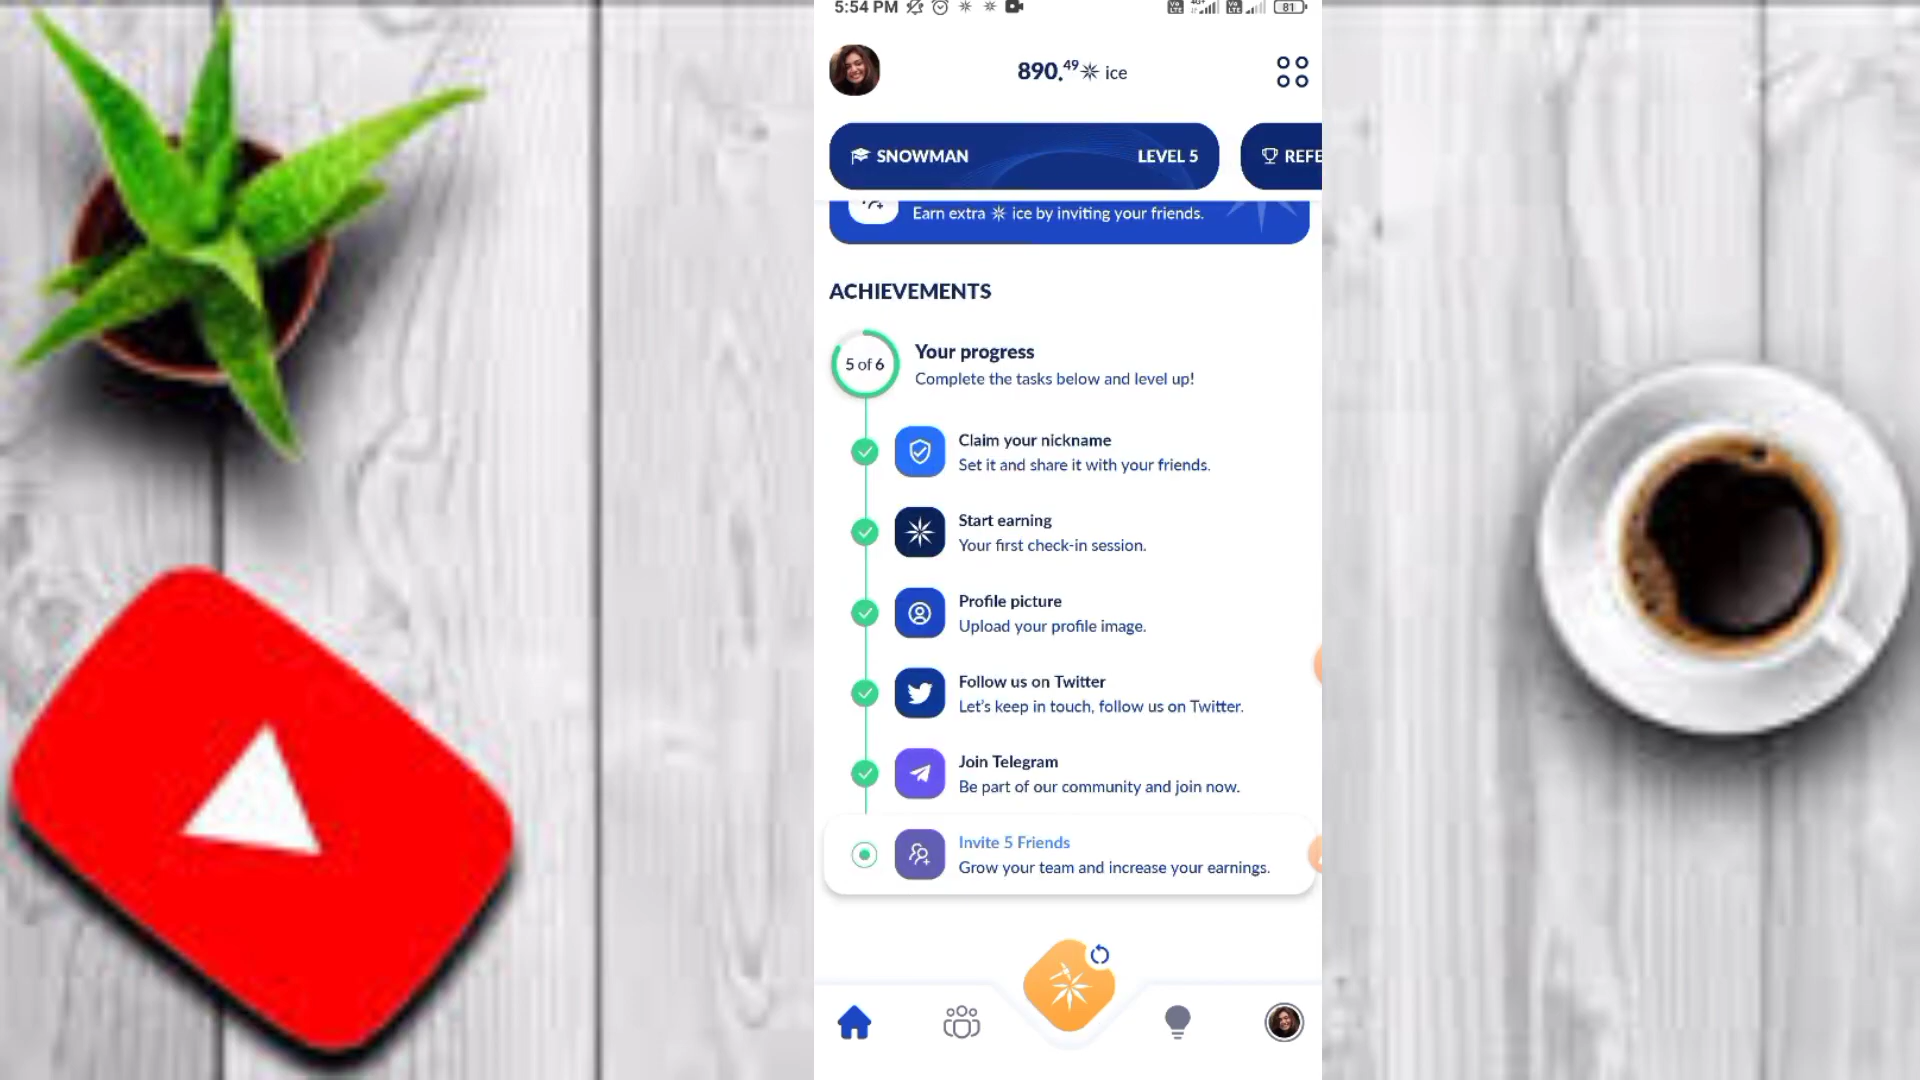 5:54 PM
81
890.49 ice
SNOWMAN
LEVEL 5
REFE
Earn extra ice by inviting your friends.
ACHIEVEMENTS
5 of 6
Your progress
Complete the tasks below and level up!
Claim your nickname
Set it and share it with your friends.
Start earning
Your first check-in session.
Profile picture
Upload your profile image.
Follow us on Twitter
Let's keep in touch, follow us on Twitter.
Join Telegram
Be part of our community and join now.
Invite 5 Friends
Grow your team and increase your earnings.